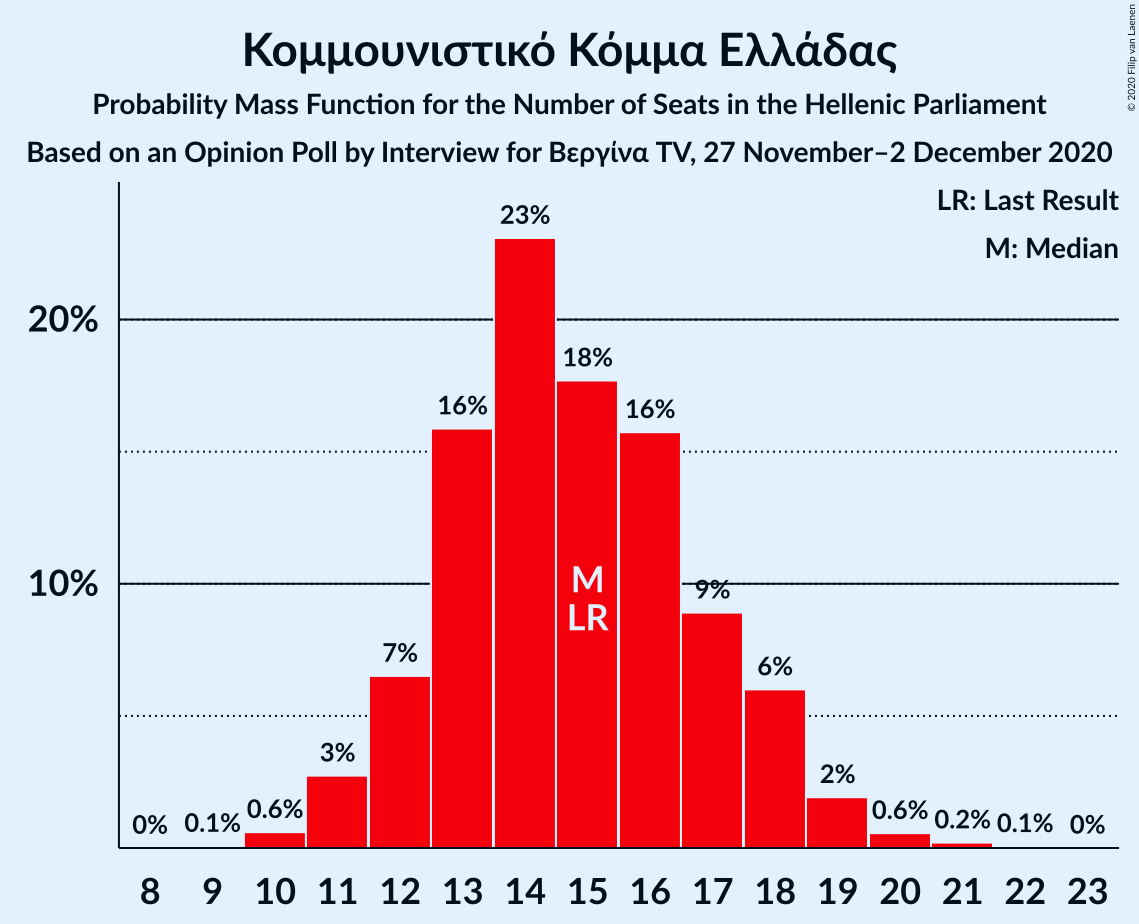 Κομμουνιστικό Κόμμα Ελλάδας
Probability Mass Function for the Number of Seats in the Hellenic Parliament
Based on an Opinion Poll by Interview for Βεργίνα TV, 27 November–2 December 2020
© 2020 Filip van Laenen
LR: Last Result
M: Median
20%
10%
0%
0.1%
0.6%
3%
7%
16%
23%
18%
16%
9%
6%
2%
0.6%
0.2%
0.1%
0%
M
LR
8 9 10 11 12 13 14 15 16 17 18 19 20 21 22 23